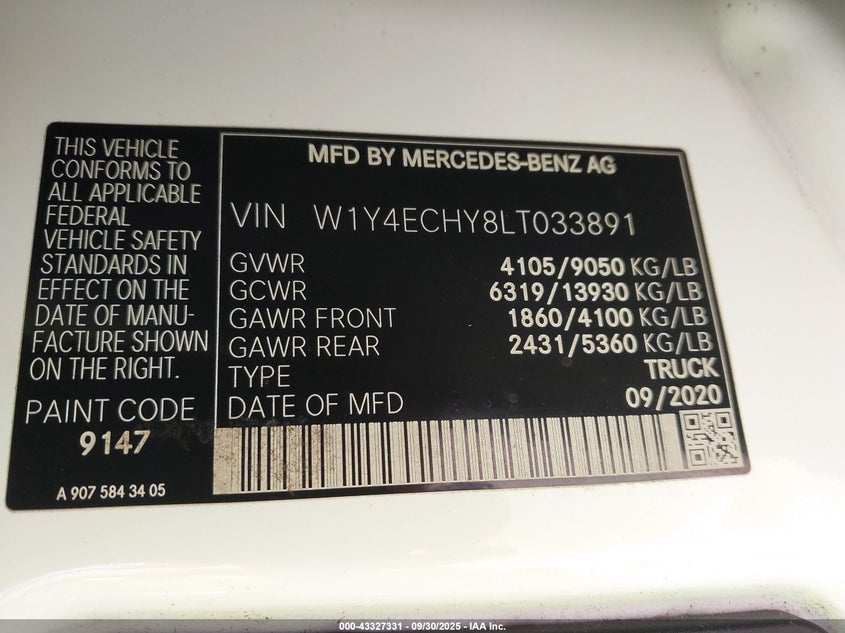 THIS VEHICLE
CONFORMS TO
ALL APPLICABLE
FEDERAL
VEHICLE SAFETY
STANDARDS IN
EFFECT ON THE
DATE OF MANU-
FACTURE SHOWN
ON THE RIGHT.
PAINT CODE
9147
A 907 584 34 05
MFD BY MERCEDES-BENZ AG
VIN W1Y4ECHY8LT033891
GVWR 4105/9050 KG/LB
GCWR 6319/13930 KG/LB
GAWR FRONT 1860/4100 KG/LB
GAWR REAR 2431/5360 KG/LB
TYPE TRUCK
DATE OF MFD 09/2020
000-43327331 - 09/30/2025 - IAA Inc.